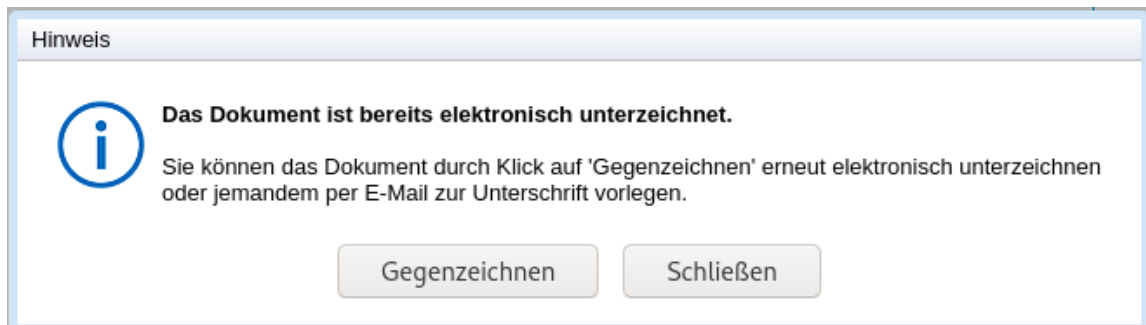 Hinweis
Das Dokument ist bereits elektronisch unterzeichnet.
Sie können das Dokument durch Klick auf 'Gegenzeichnen' erneut elektronisch unterzeichnen
oder jemandem per E-Mail zur Unterschrift vorlegen.
Gegenzeichnen
Schließen